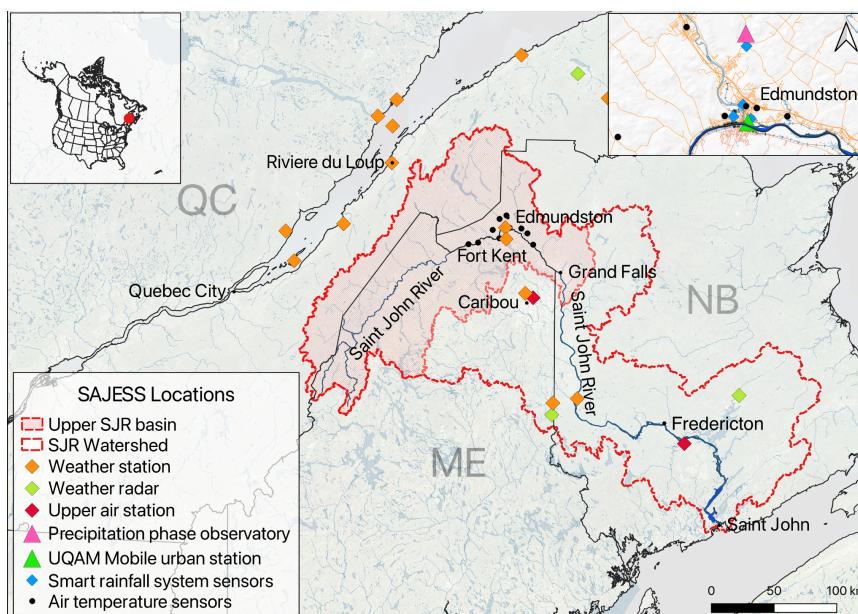 Edmundston
QC
Riviere du Loup
Edmundston
Fort Kent
Grand Falls
Quebec City
Caribou
NB
Saint John River
Saint John River
SAJESS Locations
Upper SJR basin
SJR Watershed
Weather station
Weather radar
Upper air station
Precipitation phase observatory
UQAM Mobile urban station
Smart rainfall system sensors
Air temperature sensors
ME
Fredericton
Saint John
0 50 100 km